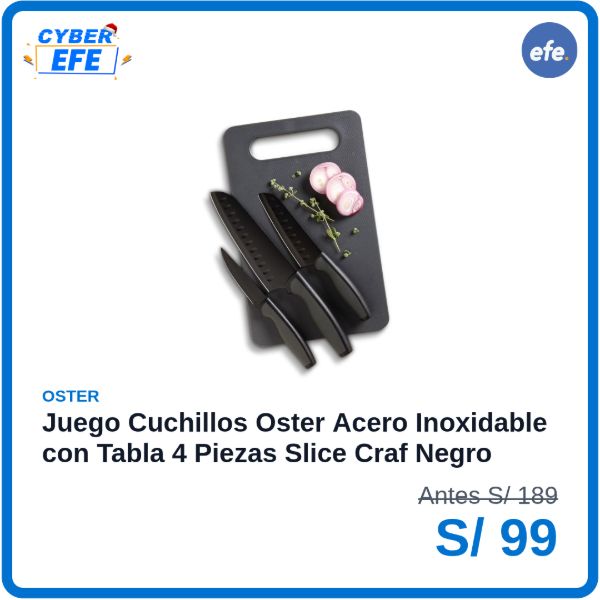 CYBER
EFE
efe.
OSTER
Juego Cuchillos Oster Acero Inoxidable
con Tabla 4 Piezas Slice Craf Negro
Antes S/ 189
S/ 99